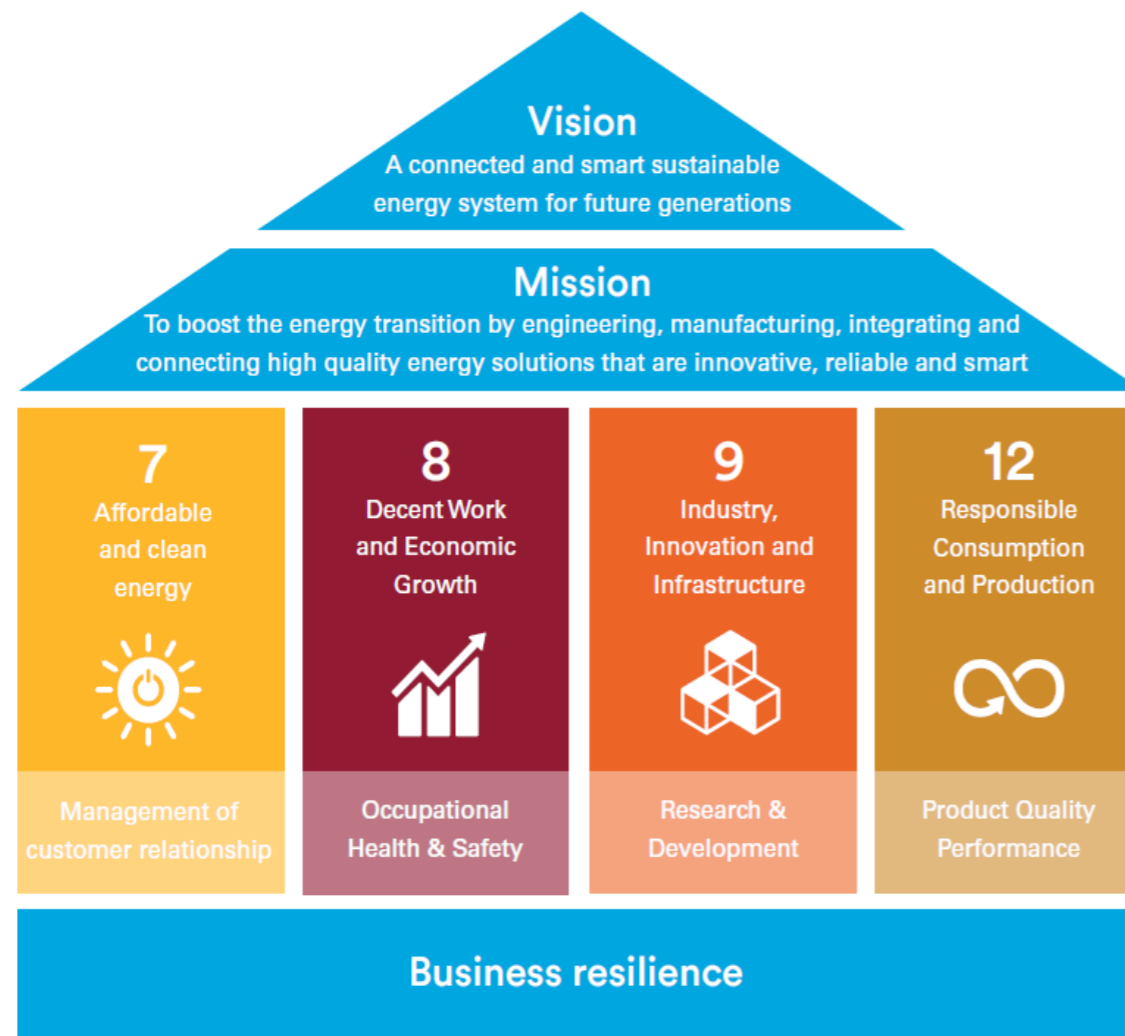 Vision
A connected and smart sustainable
energy system for future generations
Mission
To boost the energy transition by engineering, manufacturing, integrating and
connecting high quality energy solutions that are innovative, reliable and smart
7
Affordable
and clean
energy
Management of
customer relationship
8
Decent Work
and Economic
Growth
Occupational
Health & Safety
9
Industry,
Innovation and
Infrastructure
Research &
Development
12
Responsible
Consumption
and Production
Product Quality
Performance
Business resilience